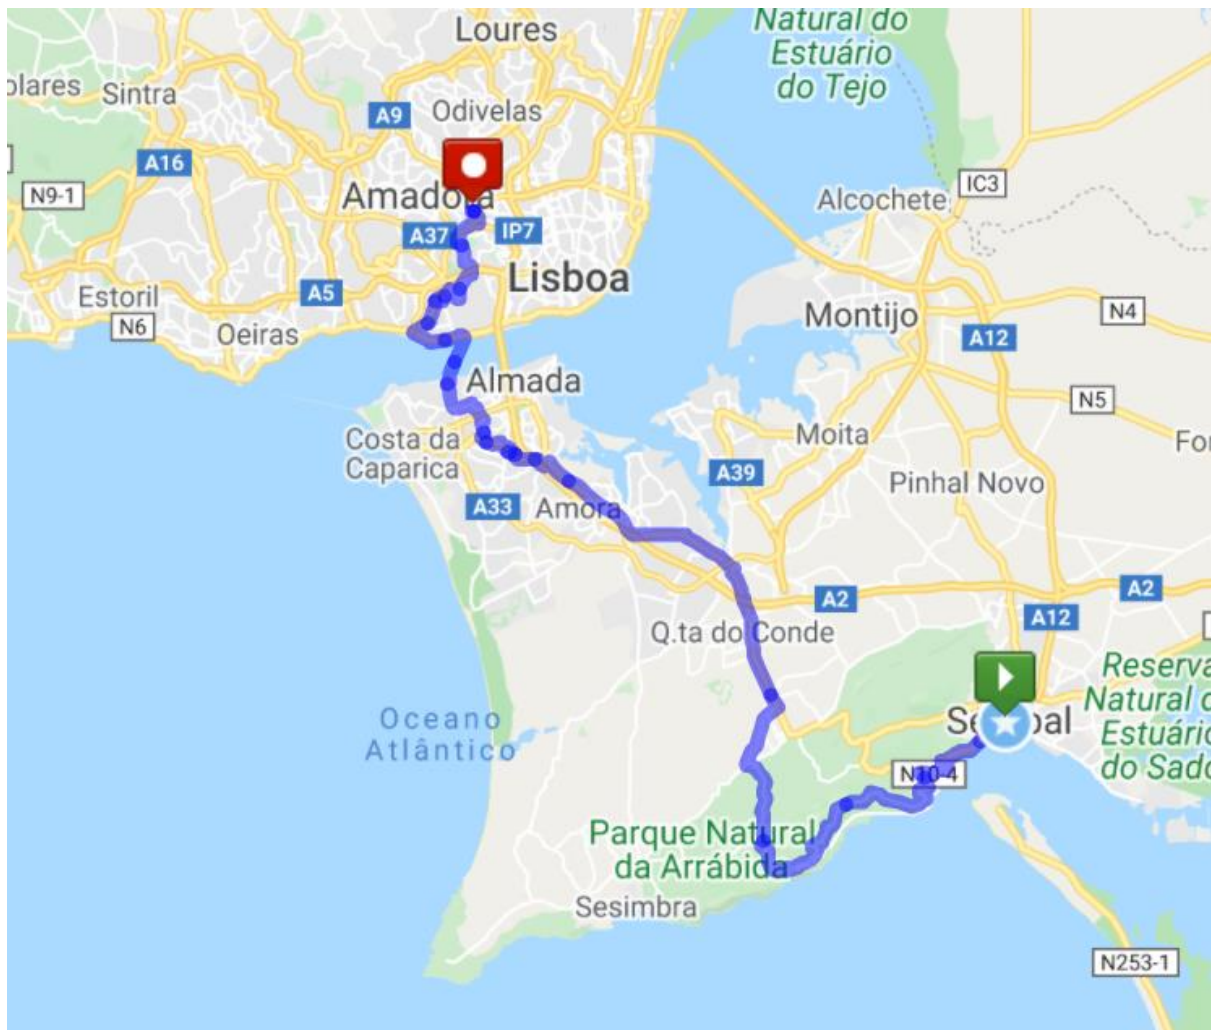 Loures
Natural do
Estuário
do Tejo
olares
Sintra
Odivelas
A9
A16
N9-1
Amadora
IC3
Alcochete
A37
IP7
Lisboa
Estoril
A5
N6
Oeiras
Montijo
N4
A12
Almada
N5
Costa da
Caparica
Moita
For
A39
Pinhal Novo
A33
Amora
A2
A2
A12
Q.ta do Conde
Reserva
Natural d
Estuário
do Sado
Oceano
Atlântico
N10-4
Parque Natural
da Arrábida
Sesimbra
N253-1